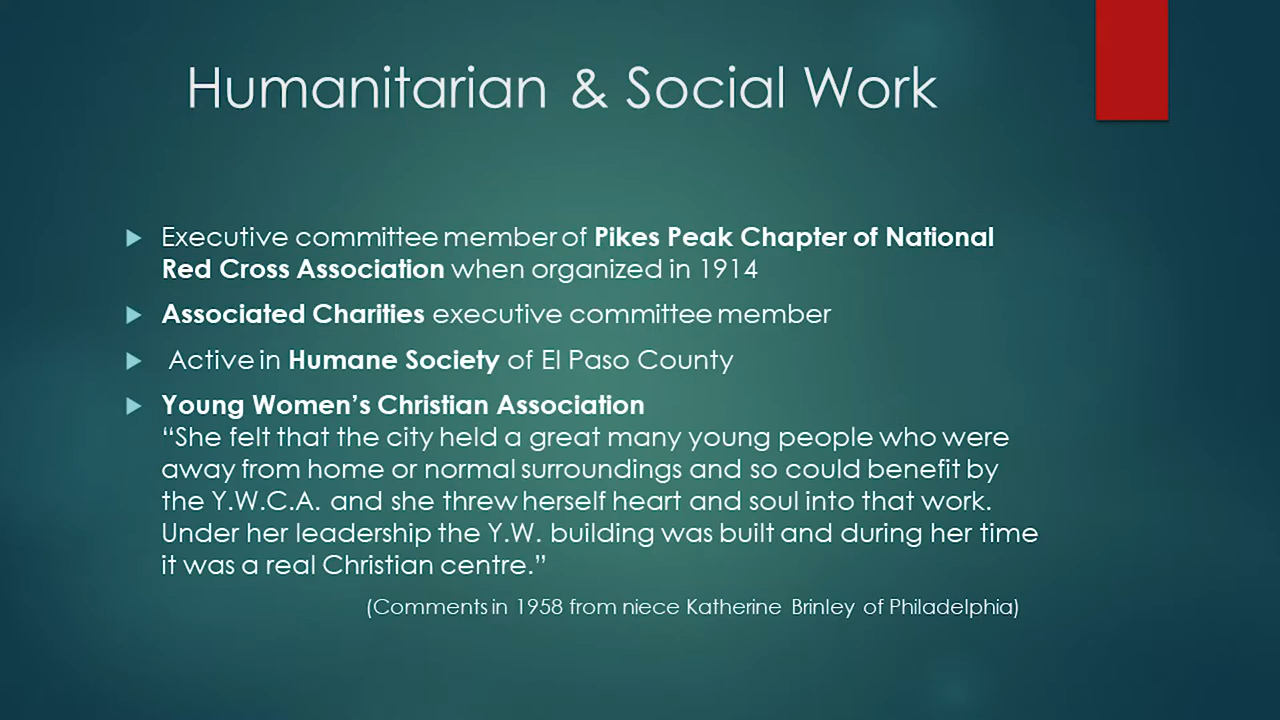 Humanitarian & Social Work
Executive committee member of Pikes Peak Chapter of National
Red Cross Association when organized in 1914
Associated Charities executive committee member
Active in Humane Society of El Paso County
Young Women’s Christian Association
“She felt that the city held a great many young people who were
away from home or normal surroundings and so could benefit by
the Y.W.C.A. and she threw herself heart and soul into that work.
Under her leadership the Y.W. building was built and during her time
it was a real Christian centre.”
(Comments in 1958 from niece Katherine Brinley of Philadelphia)